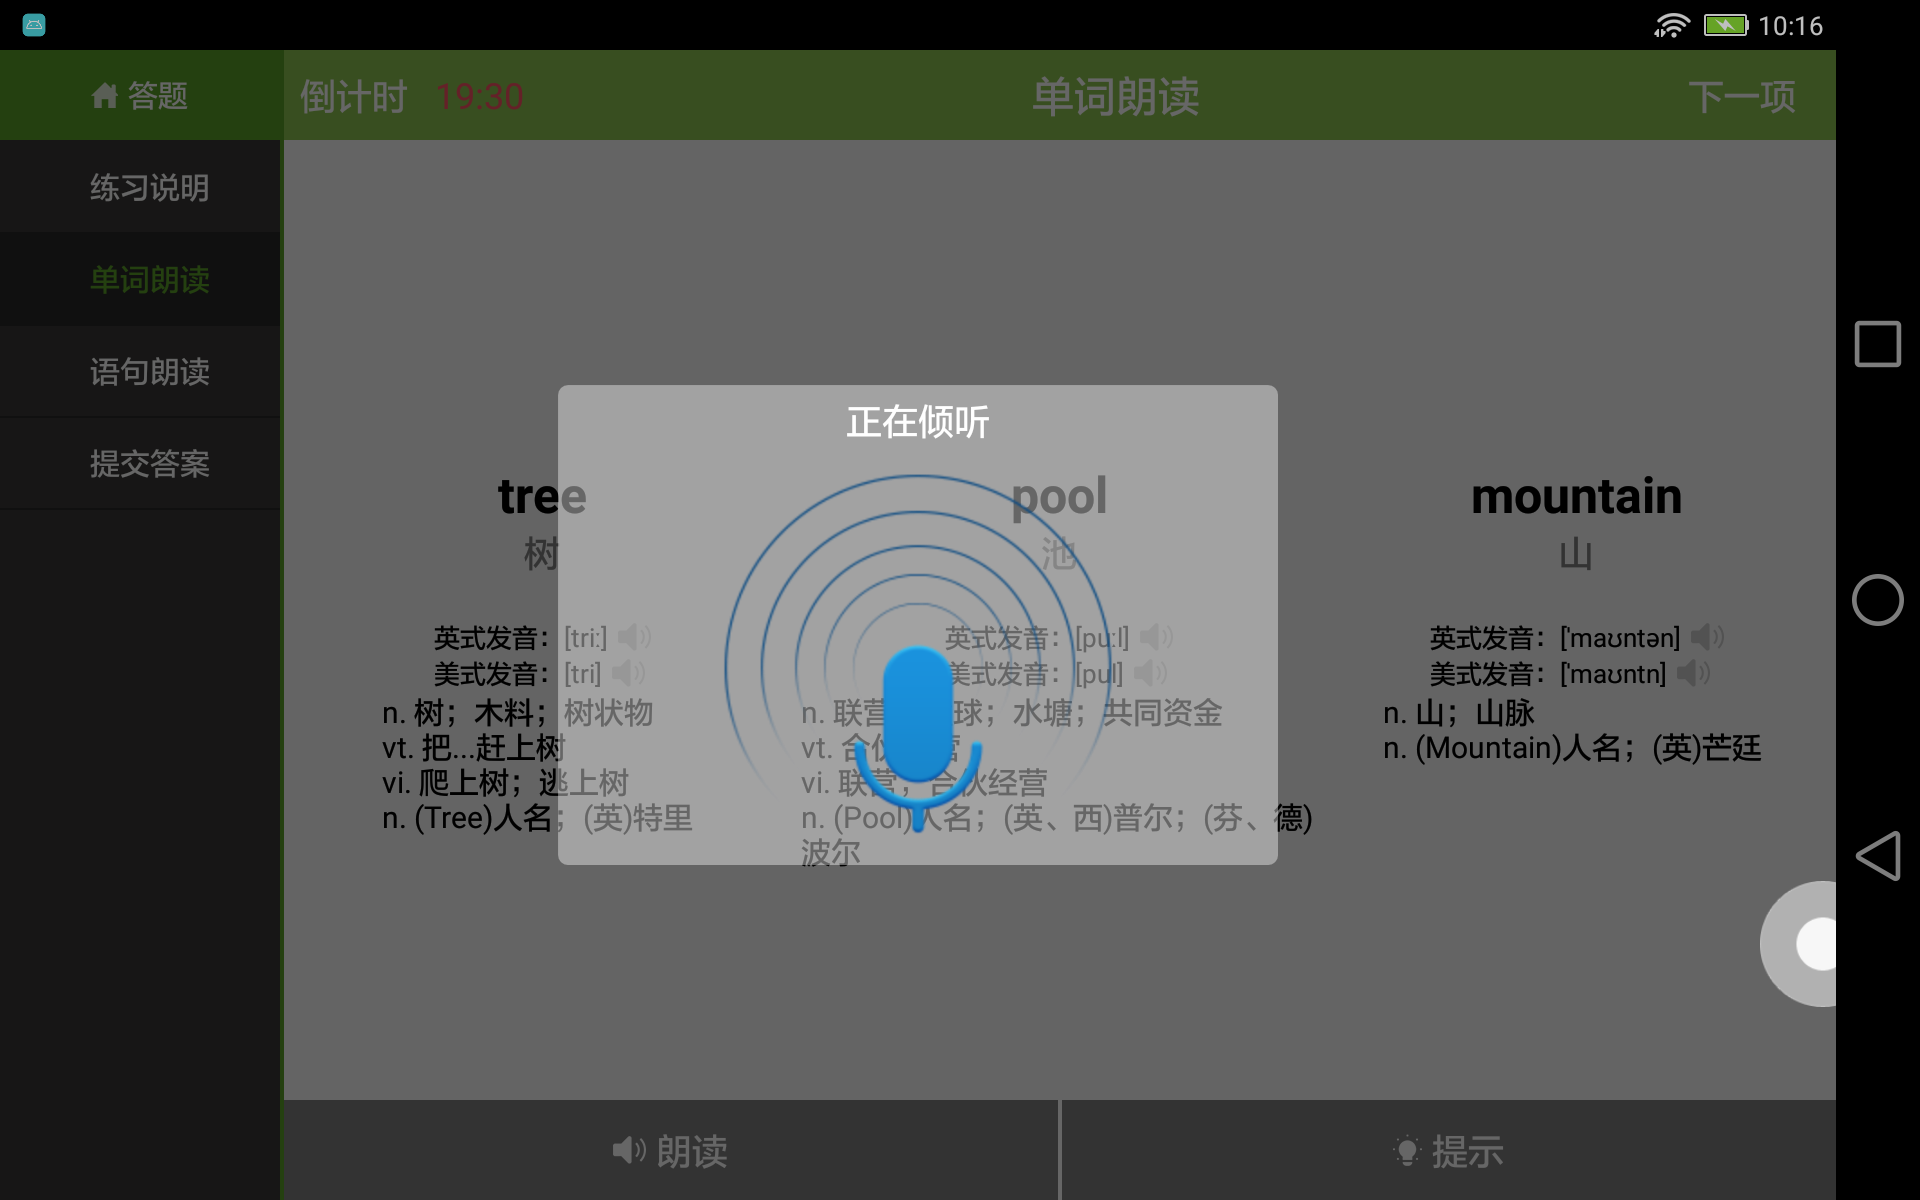 10:16
答题
倒计时 19:30
单词朗读
下一项
练习说明
单词朗读
语句朗读
提交答案
正在倾听
tree
树
英式发音：[tri:]
美式发音：[tri]
n. 树；木料；树状物
vt. 把...赶上树
vi. 爬上树；逃上树
n. (Tree)人名；(英)特里
pool
池
英式发音：[pu:l]
美式发音：[pul]
n. 联营 球；水塘；共同资金
vt. 合伙 营
vi. 联营；合伙经营
n. (Pool)人名；(英、西)普尔；(芬、德)
波尔
mountain
山
英式发音：['maʊntən]
美式发音：['maʊntn]
n. 山；山脉
n. (Mountain)人名；(英)芒廷
朗读
提示